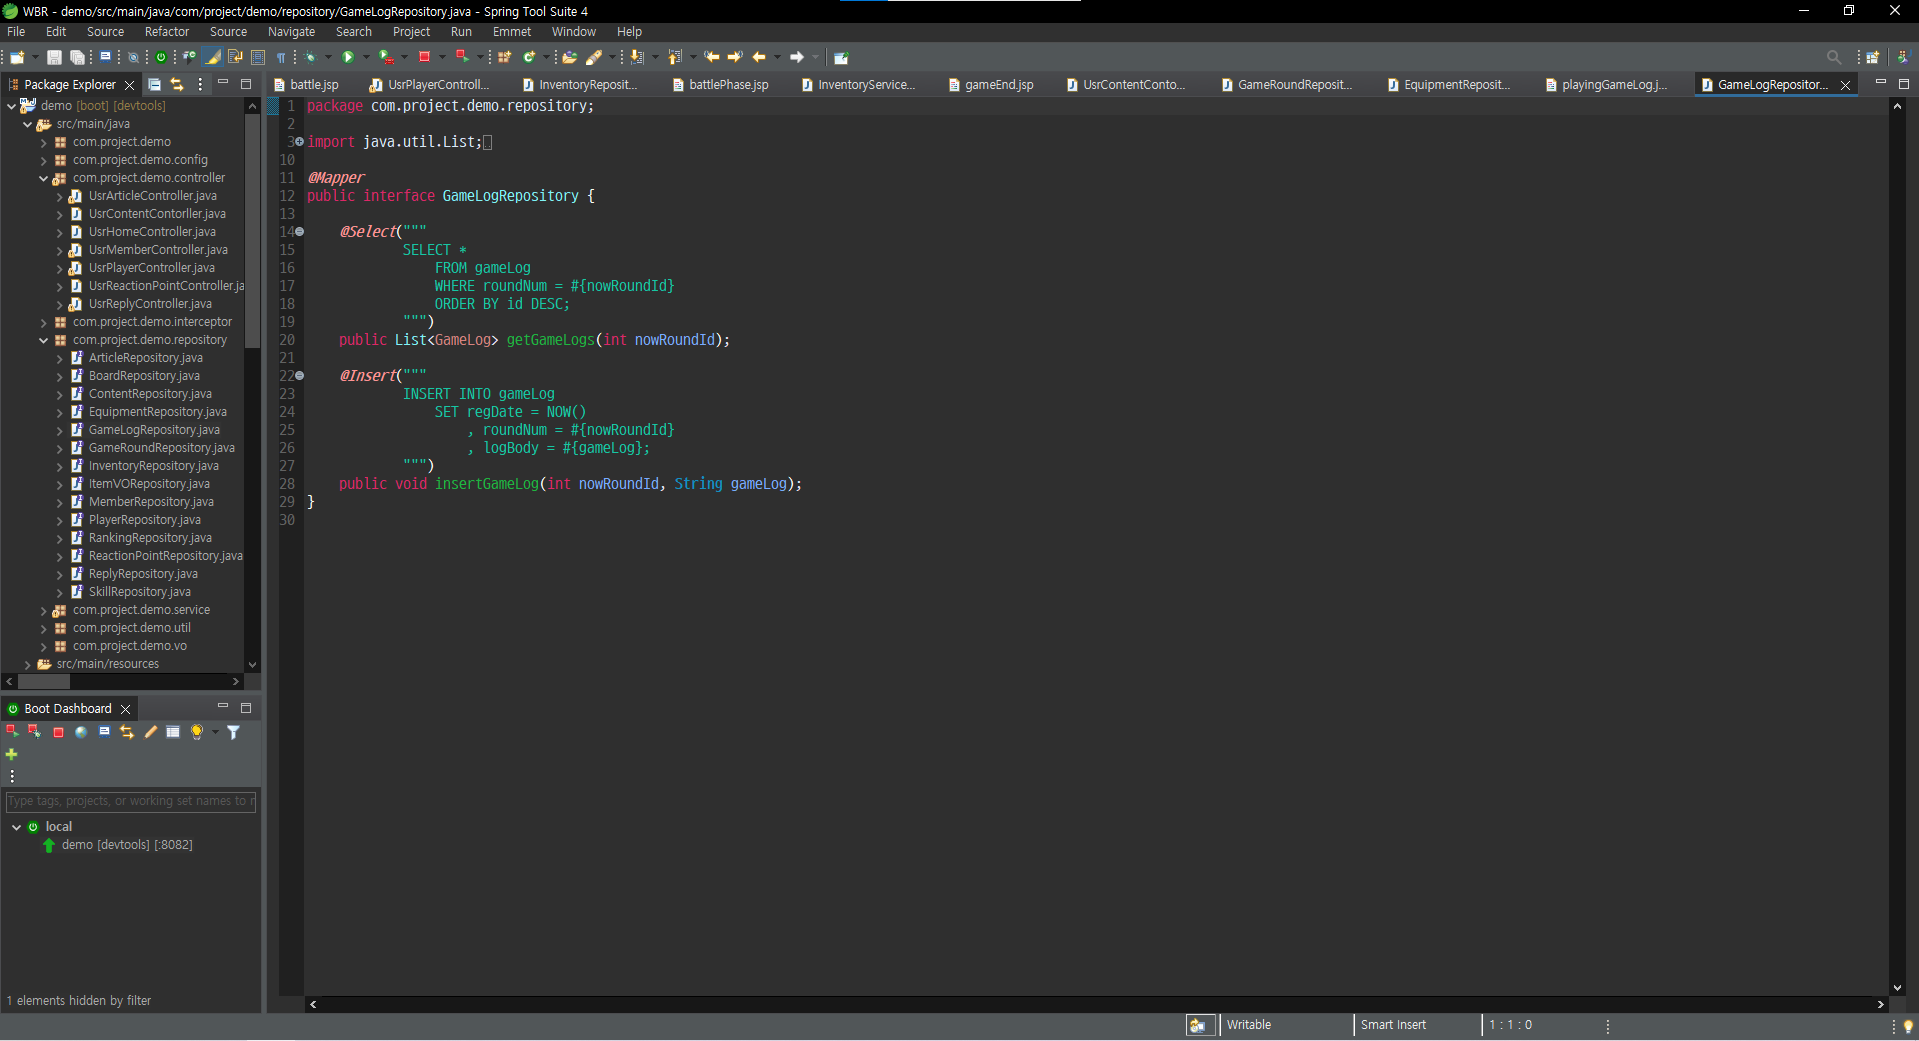 WBR - demo/src/main/java/com/project/demo/repository/GameLogRepository.java - Spring Tool Suite 4
File Edit Source Refactor Source Navigate Search Project Run Emmet Window Help
Package Explorer
demo [boot] [devtools]
src/main/java
com.project.demo
com.project.demo.config
com.project.demo.controller
UsrArticleController.java
UsrContentContorller.java
UsrHomeController.java
UsrMemberController.java
UsrPlayerController.java
UsrReactionPointController.ja
UsrReplyController.java
com.project.demo.interceptor
com.project.demo.repository
ArticleRepository.java
BoardRepository.java
ContentRepository.java
EquipmentRepository.java
GameLogRepository.java
GameRoundRepository.java
InventoryRepository.java
ItemVORepository.java
MemberRepository.java
PlayerRepository.java
RankingRepository.java
ReactionPointRepository.java
ReplyRepository.java
SkillRepository.java
com.project.demo.service
com.project.demo.util
com.project.demo.vo
src/main/resources
Boot Dashboard
Type tags, projects, or working set names to r
local
demo [devtools] [:8082]
1 elements hidden by filter
battle.jsp UsrPlayerControll... InventoryReposit... battlePhase.jsp InventoryService... gameEnd.jsp UsrContentConto... GameRoundReposit... EquipmentReposit... playingGameLog.j... GameLogRepositor...
1 package com.project.demo.repository;
2
3 import java.util.List;
10
11 @Mapper
12 public interface GameLogRepository {
13
14 @Select("""
15 SELECT *
16 FROM gameLog
17 WHERE roundNum = #{nowRoundId}
18 ORDER BY id DESC;
19 """)
20 public List<GameLog> getGameLogs(int nowRoundId);
21
22 @Insert("""
23 INSERT INTO gameLog
24 SET regDate = NOW()
25 , roundNum = #{nowRoundId}
26 , logBody = #{gameLog};
27 """)
28 public void insertGameLog(int nowRoundId, String gameLog);
29 }
30
Writable Smart Insert 1 : 1 : 0